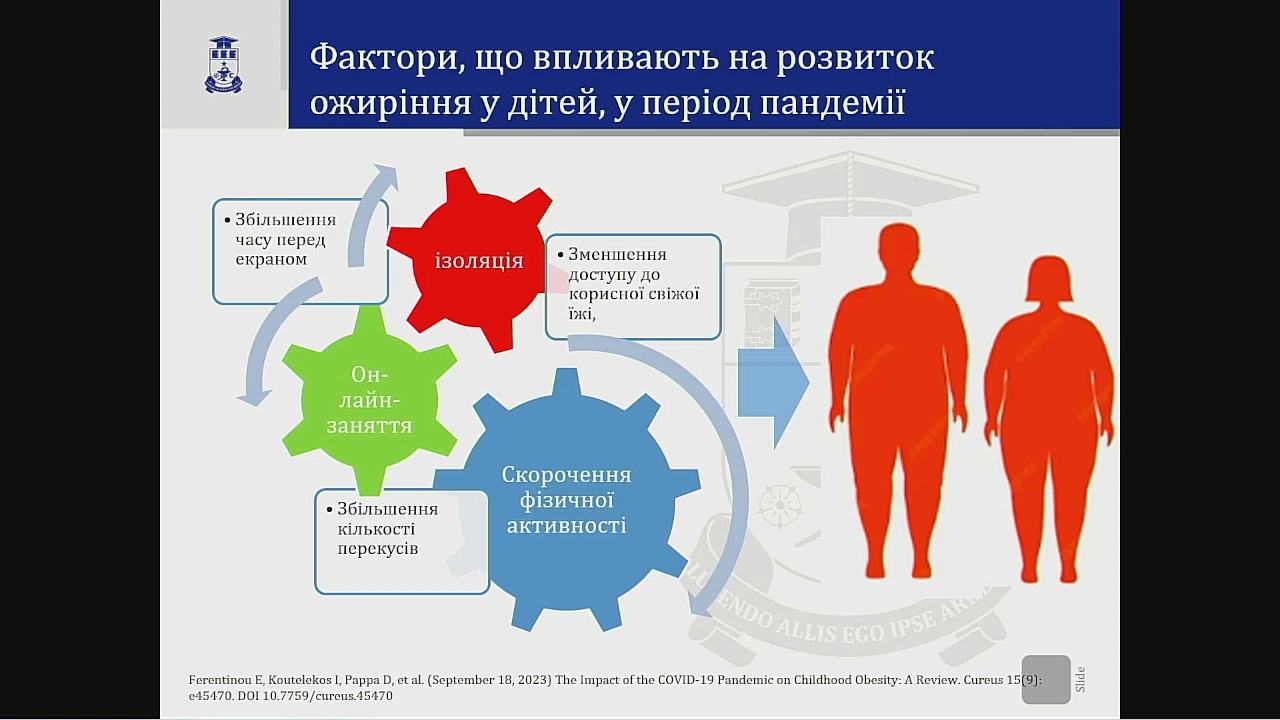 Фактори, що впливають на розвиток
ожиріння у дітей, у період пандемії
• Збільшення
часу перед
екраном
ізоляція
• Зменшення
доступу до
корисної свіжої
їжі,
Он-
лайн-
заняття
Скорочення
фізичної
активності
• Збільшення
кількості
перекусів
ENDO ALLIS EGO IPSE
Ferentinou E, Koutelekos I, Pappa D, et al. (September 18, 2023) The Impact of the COVID-19 Pandemic on Childhood Obesity: A Review. Cureus 15(9):
e45470. DOI 10.7759/cureus.45470
Slide